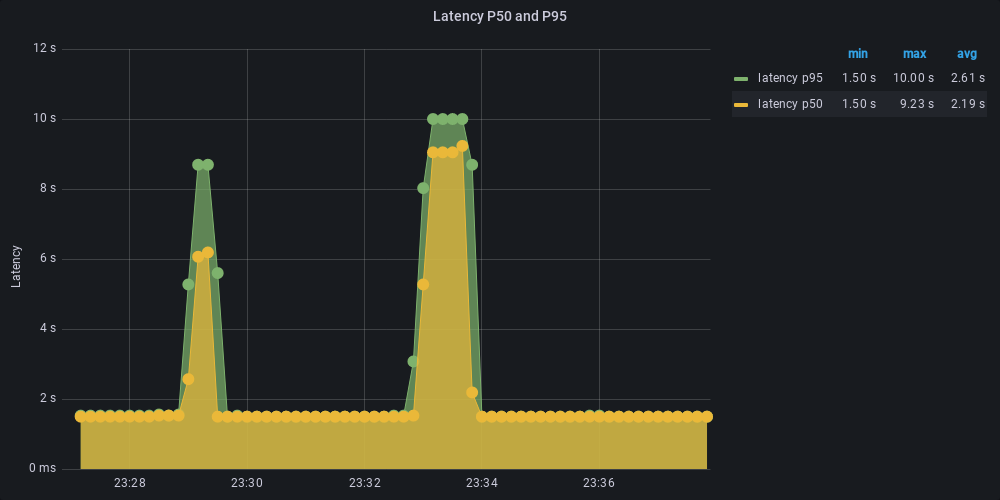 Latency P50 and P95
min max avg
latency p95 1.50 s 10.00 s 2.61 s
latency p50 1.50 s 9.23 s 2.19 s
12 s
10 s
8 s
6 s
4 s
2 s
0 ms
Latency
23:28 23:30 23:32 23:34 23:36